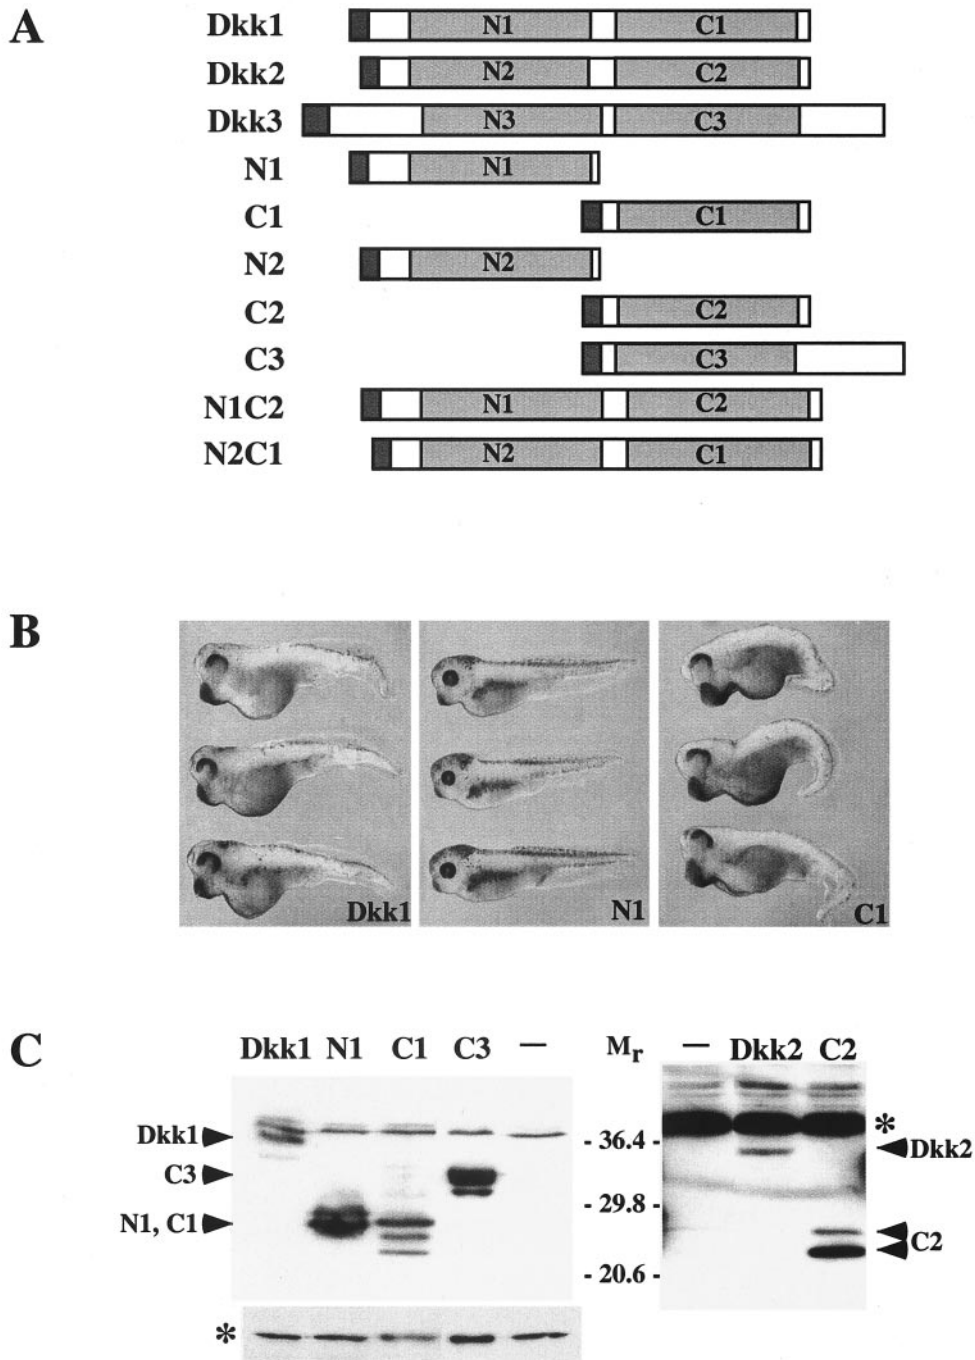 A
Dkk1 N1 C1
Dkk2 N2 C2
Dkk3 N3 C3
N1 N1
C1 C1
N2 N2
C2 C2
C3 C3
N1C2 N1 C2
N2C1 N2 C1
B
Dkk1 N1 C1
C
Dkk1 N1 C1 C3 — Mr — Dkk2 C2
Dkk1
C3
N1, C1
- 36.4 -
- 29.8 -
- 20.6 -
*
Dkk2
C2
*